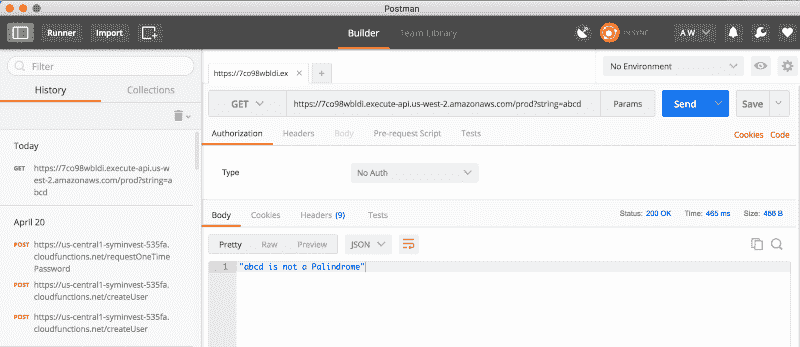 Postman
Runner Import Builder Team Library IN SYNC A W
Filter
History Collections
Today
GET https://7co98wbldi.execute-api.us-w
est-2.amazonaws.com/prod?string=a
bcd
April 20
POST https://us-central1-syminvest-535fa.
cloudfunctions.net/requestOneTime
Password
POST https://us-central1-syminvest-535fa.
cloudfunctions.net/createUser
POST https://us-central1-syminvest-535fa.
cloudfunctions.net/createUser
https://7co98wbldi.ex × +
No Environment
GET https://7co98wbldi.execute-api.us-west-2.amazonaws.com/prod?string=abcd Params Send Save
Authorization Headers Body Pre-request Script Tests Cookies Code
Type No Auth
Body Cookies Headers (9) Tests Status: 200 OK Time: 465 ms Size: 466 B
Pretty Raw Preview JSON
1 "abcd is not a Palindrome"